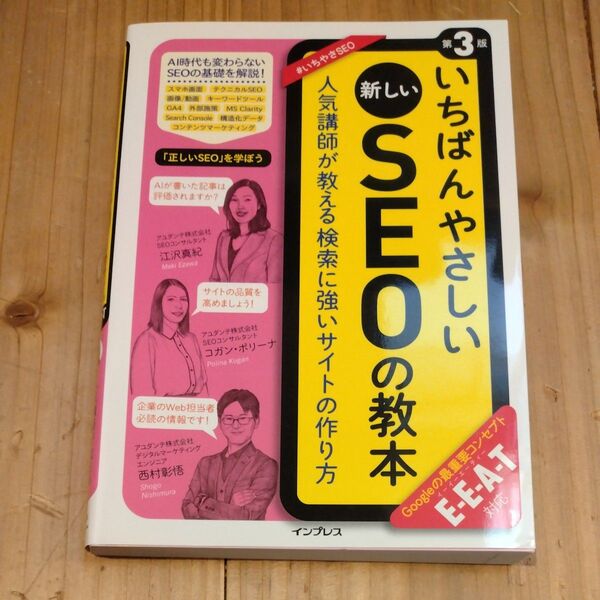 第3版
#いちやさSEO
いちばんやさしい
新しいSEOの教本
人気講師が教える検索に強いサイトの作り方
AI時代も変わらない
SEOの基礎を解説!
スマホ画面 テクニカルSEO
画像/動画 キーワードツール
GA4 外部施策 MS Clarity
Search Console 構造化データ
コンテンツマーケティング
「正しいSEO」を学ぼう
AIが書いた記事は
評価されますか?
アユダンテ株式会社
SEOコンサルタント
江沢真紀
Maki Ezawa
サイトの品質を
高めましょう!
アユダンテ株式会社
SEOコンサルタント
コガン・ポリーナ
Polina Kogan
企業のWeb担当者
必読の情報です!
アユダンテ株式会社
デジタルマーケティング
エンジニア
西村彰悟
Shogo
Nishimura
Googleの最重要コンセプト
イーイーエーティー
E-E-A-T
対応
インプレス